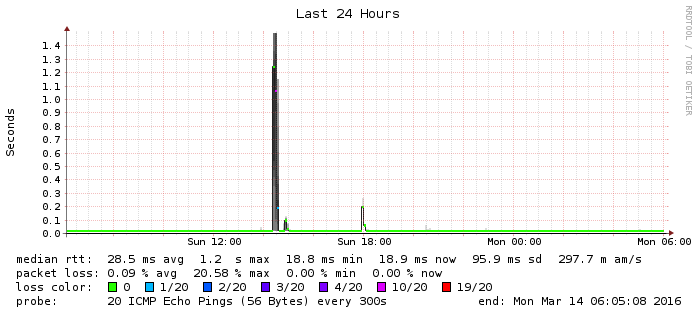 Last 24 Hours
RRDTOOL / TOBI OETIKER
Seconds
1.4
1.3
1.2
1.1
1.0
0.9
0.8
0.7
0.6
0.5
0.4
0.3
0.2
0.1
0.0
Sun 12:00 Sun 18:00 Mon 00:00 Mon 06:00
median rtt: 28.5 ms avg 1.2 s max 18.8 ms min 18.9 ms now 95.9 ms sd 297.7 m am/s
packet loss: 0.09 % avg 20.58 % max 0.00 % min 0.00 % now
loss color: 0 1/20 2/20 3/20 4/20 10/20 19/20
probe: 20 ICMP Echo Pings (56 Bytes) every 300s end: Mon Mar 14 06:05:08 2016